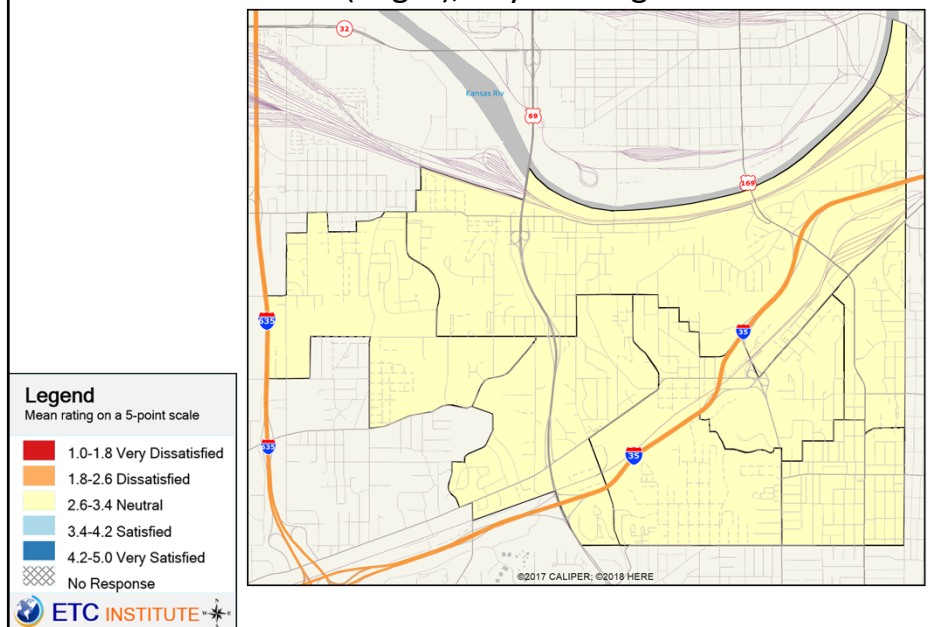 32
Kansas Riv
69
169
635
35
635
35
Legend
Mean rating on a 5-point scale
1.0-1.8 Very Dissatisfied
1.8-2.6 Dissatisfied
2.6-3.4 Neutral
3.4-4.2 Satisfied
4.2-5.0 Very Satisfied
No Response
©2017 CALIPER; ©2018 HERE
ETC INSTITUTE